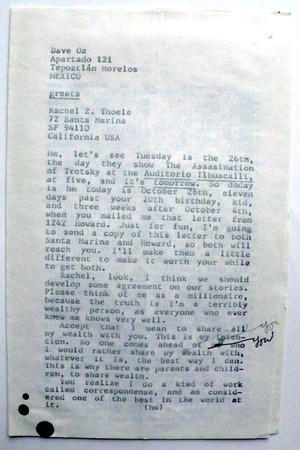 Dave Oz
Apartado 121
Tepoztlán Morelos
MEXICO
greets
Rachel Z. Thoele
72 Santa Marina
SF 94110
California USA
Hm, let's see Tuesday is the 26th,
the day they show The Assasination
of Trotsky at the Auditorio Ilhuacalli,
at five, and it's tomorrow. So doday
is hm today is October 26th, eleven
days past your 20th birthday, kid,
and three weeks after October 4th,
when you mailed me that letter from
1242 Howard. Just for fun, I'm going
to send a copy of this letter to both
Santa Marina and Howard, so both will
reach you. I'll make them a little
different to make it worth your while
to get both.
Rachel, look, I think we should
develop some agreement on our stories.
Please think of me as a millionaire,
because the truth is I'm a terribly
wealthy person, as everyone who ever
knew me knows very well.
Accept that I mean to share all
my wealth with you. This is my inten-
tion. No one comes ahead of you
I would rather share my wealth with,
whatever it is, the best way I can.
This is why there are parents and child-
ren, to share wealth.
You realize I do a kind of work
called correspondense, and am consid-
ered one of the best in the world at
it. (hm)
you